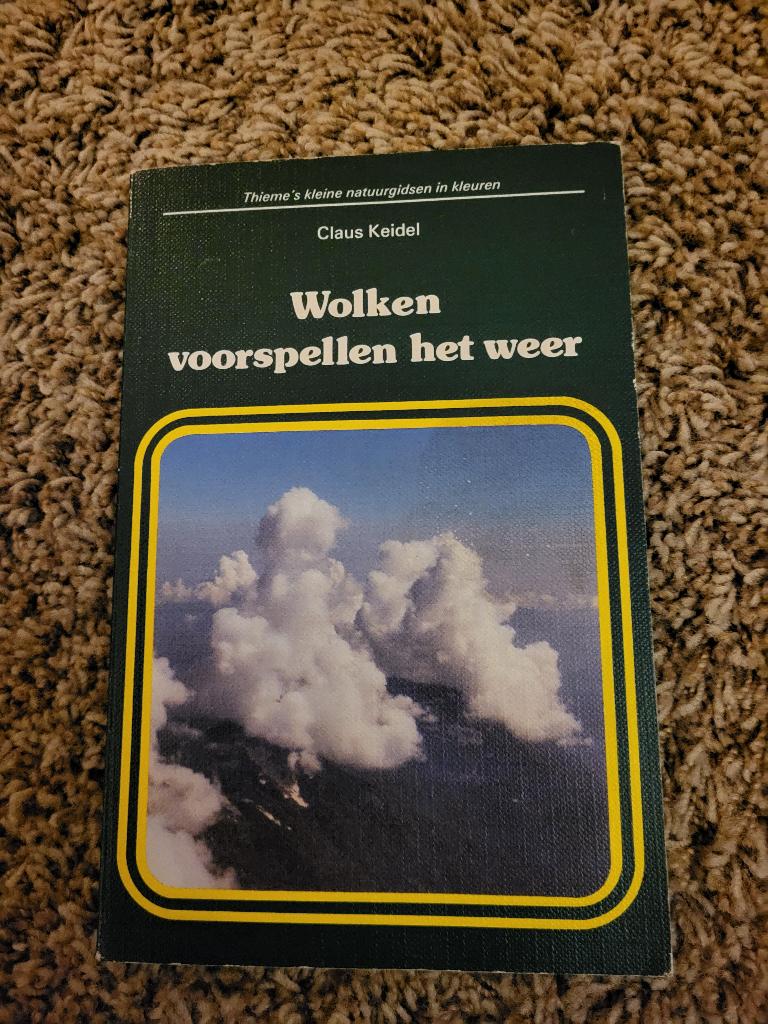 Thieme's kleine natuurgidsen in kleuren
Claus Keidel
Wolken
voorspellen het weer